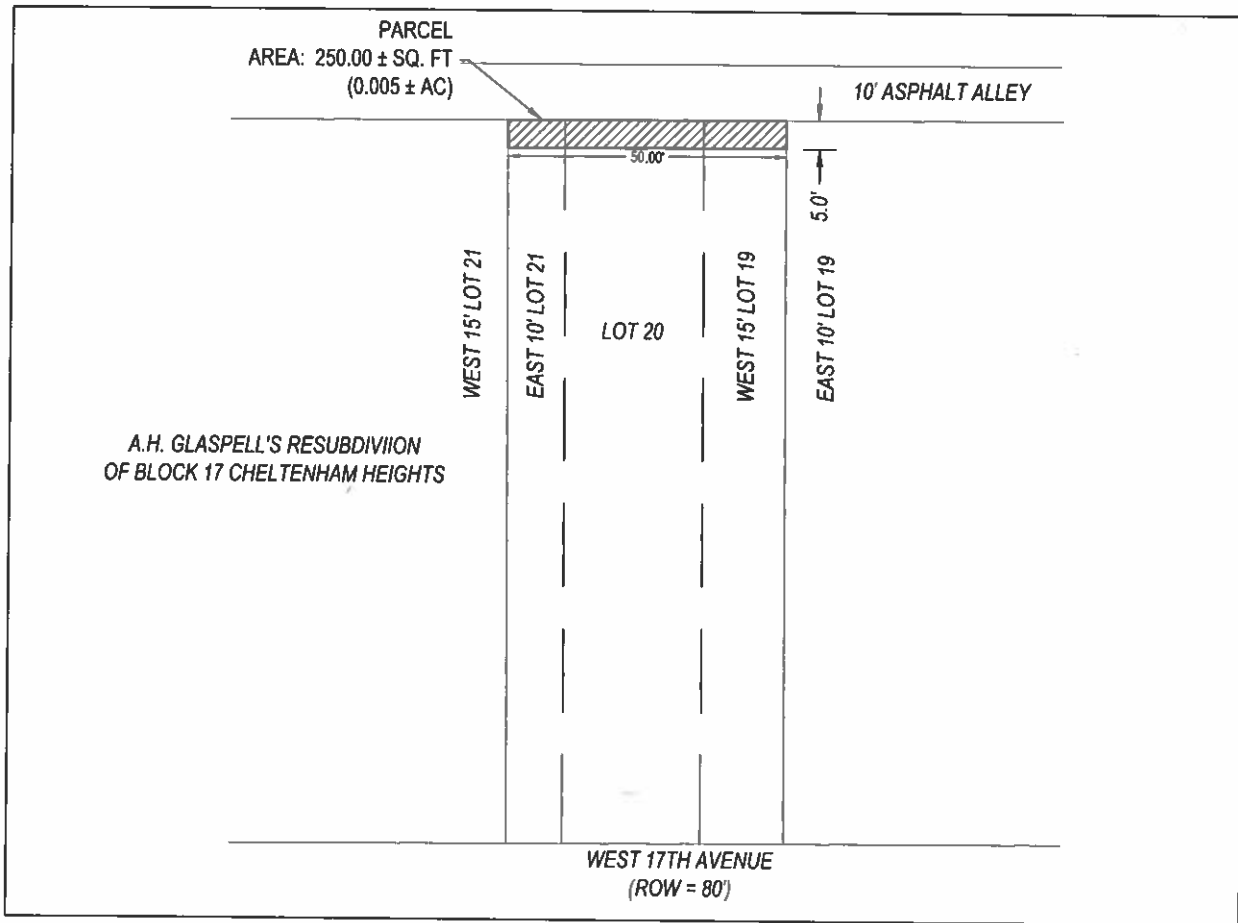 PARCEL
AREA: 250.00 ± SQ. FT
(0.005 ± AC)
10' ASPHALT ALLEY
50.00'
5.0'
WEST 15' LOT 21
EAST 10' LOT 21
LOT 20
WEST 15' LOT 19
EAST 10' LOT 19
A.H. GLASPELL'S RESUBDIVIION
OF BLOCK 17 CHELTENHAM HEIGHTS
WEST 17TH AVENUE
(ROW = 80')